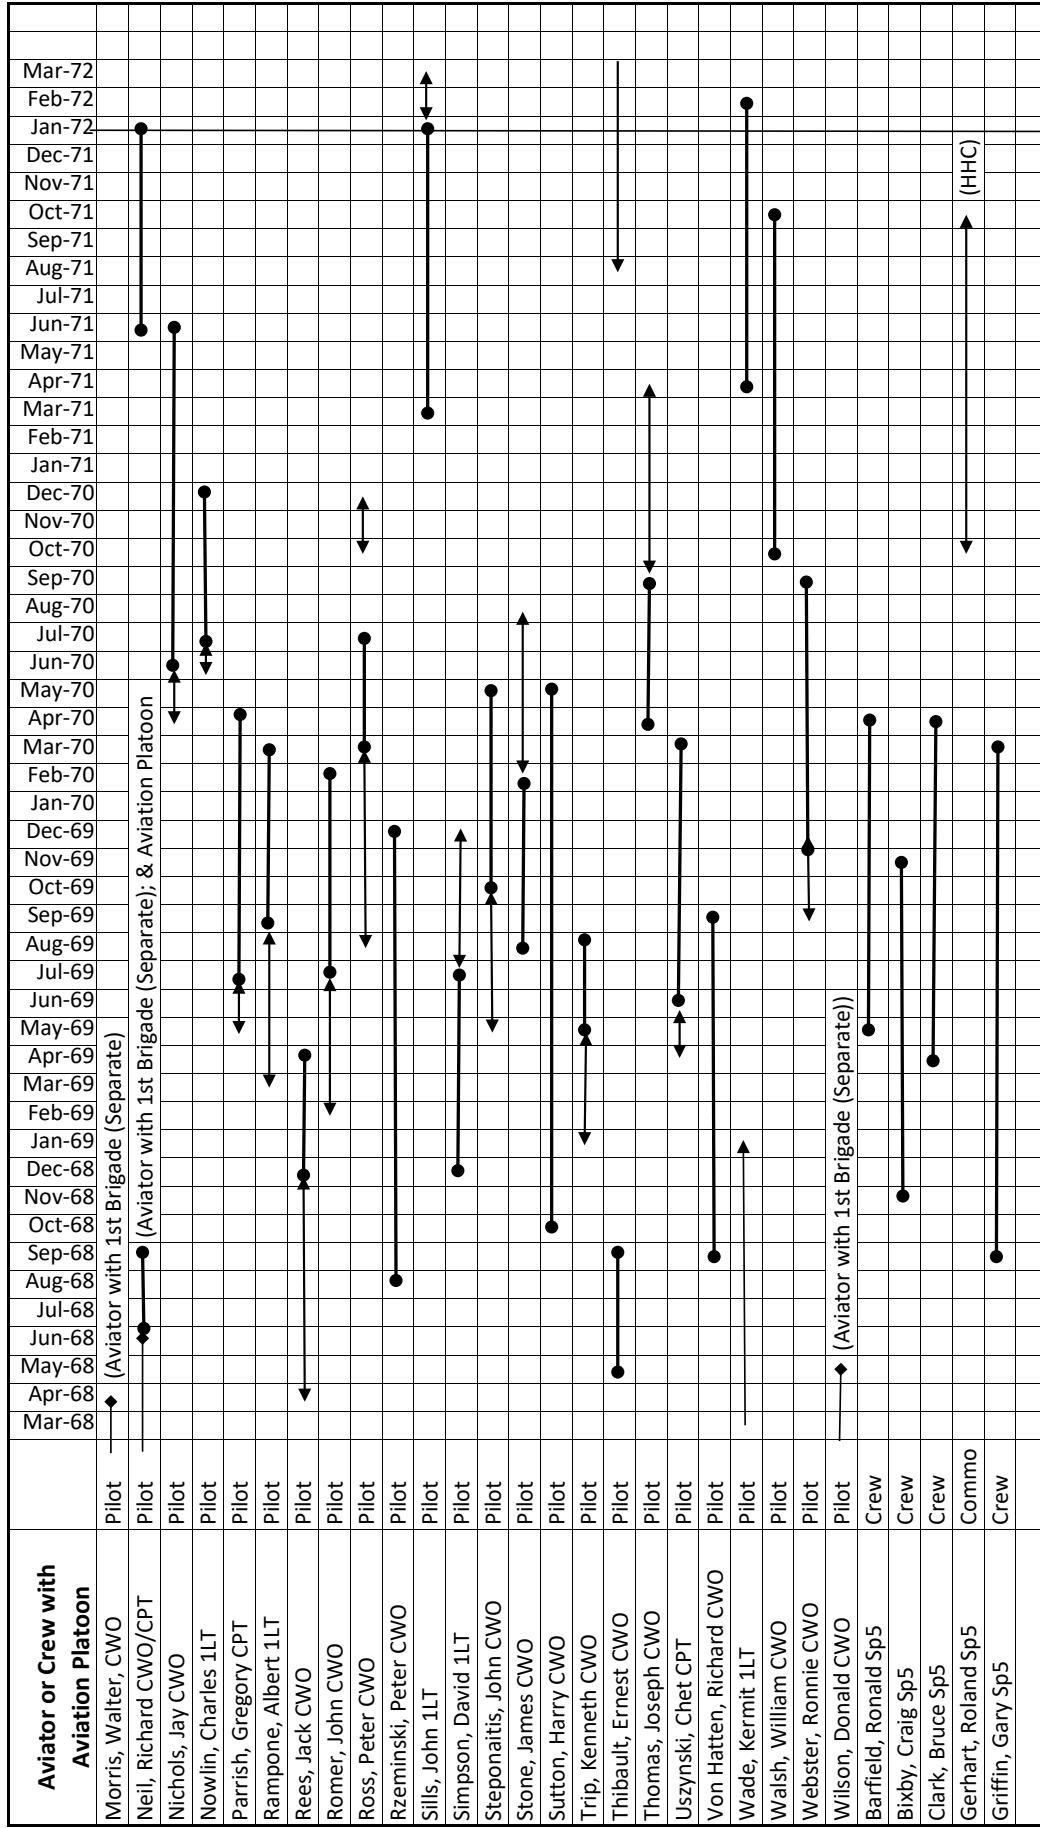 Aviator or Crew with
Aviation Platoon
Mar-68
Apr-68
May-68
Jun-68
Jul-68
Aug-68
Sep-68
Oct-68
Nov-68
Dec-68
Jan-69
Feb-69
Mar-69
Apr-69
May-69
Jun-69
Jul-69
Aug-69
Sep-69
Oct-69
Nov-69
Dec-69
Jan-70
Feb-70
Mar-70
Apr-70
May-70
Jun-70
Jul-70
Aug-70
Sep-70
Oct-70
Nov-70
Dec-70
Jan-71
Feb-71
Mar-71
Apr-71
May-71
Jun-71
Jul-71
Aug-71
Sep-71
Oct-71
Nov-71
Dec-71
Jan-72
Feb-72
Mar-72
Morris, Walter, CWO Pilot (Aviator with 1st Brigade (Separate)
Neil, Richard CWO/CPT Pilot (Aviator with 1st Brigade (Separate); & Aviation Platoon
Nichols, Jay CWO Pilot
Nowlin, Charles 1LT Pilot
Parrish, Gregory CPT Pilot
Rampone, Albert 1LT Pilot
Rees, Jack CWO Pilot
Romer, John CWO Pilot
Ross, Peter CWO Pilot
Rzeminski, Peter CWO Pilot
Sills, John 1LT Pilot
Simpson, David 1LT Pilot
Steponaitis, John CWO Pilot
Stone, James CWO Pilot
Sutton, Harry CWO Pilot
Trip, Kenneth CWO Pilot
Thibault, Ernest CWO Pilot
Thomas, Joseph CWO Pilot
Uszynski, Chet CPT Pilot
Von Hatten, Richard CWO Pilot
Wade, Kermit 1LT Pilot
Walsh, William CWO Pilot
Webster, Ronnie CWO Pilot
Wilson, Donald CWO Pilot (Aviator with 1st Brigade (Separate))
Barfield, Ronald Sp5 Crew
Bixby, Craig Sp5 Crew
Clark, Bruce Sp5 Crew
Gerhart, Roland Sp5 Commo (HHC)
Griffin, Gary Sp5 Crew